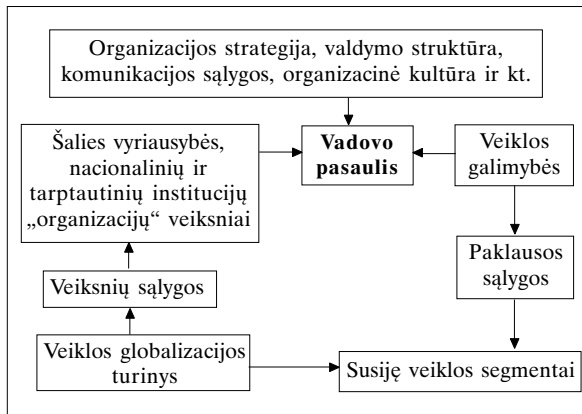 Organizacijos strategija, valdymo struktūra,
komunikacijos sąlygos, organizacinė kultūra ir kt.
Šalies vyriausybės,
nacionalinių ir
tarptautinių institucijų
„organizacijų“ veiksniai
Vadovo
pasaulis
Veiklos
galimybės
Paklausos
sąlygos
Veiksnių sąlygos
Veiklos globalizacijos
turinys
Susiję veiklos segmentai